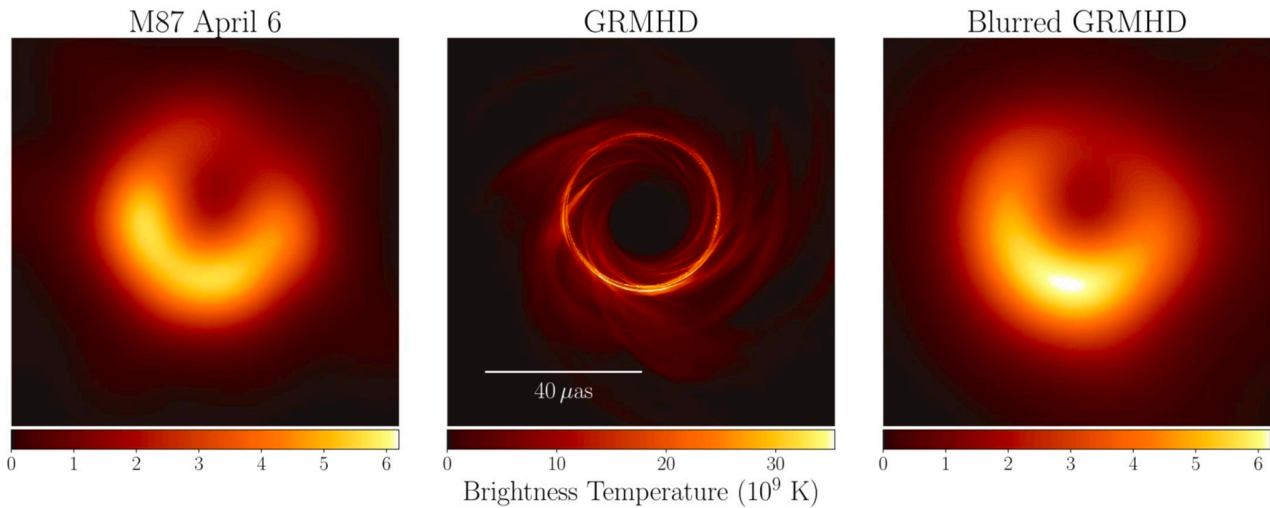 M87 April 6
GRMHD
Blurred GRMHD
40 μas
0 1 2 3 4 5 6
0 10 20 30
0 1 2 3 4 5 6
Brightness Temperature (10⁹ K)